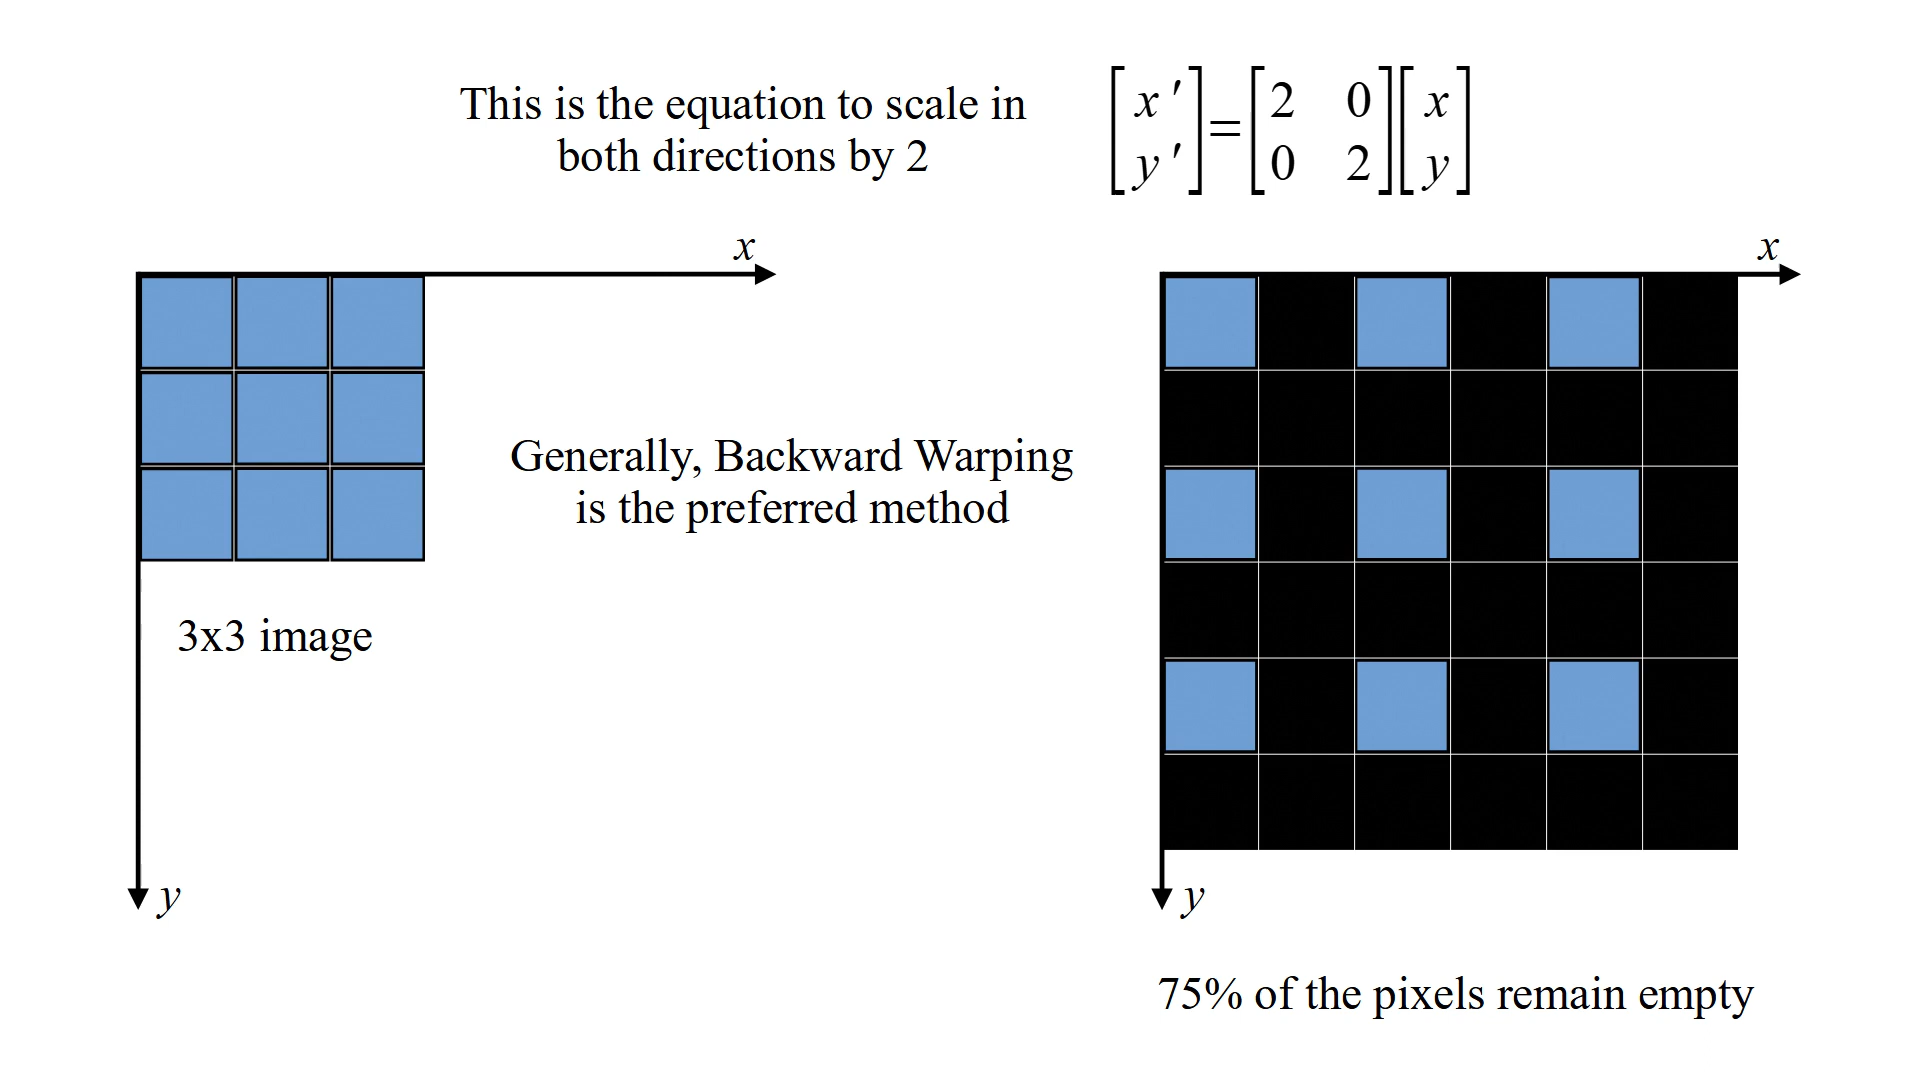 This is the equation to scale in
both directions by 2
[x′ y′] = [2 0 0 2] [x y]
x
x
Generally, Backward Warping
is the preferred method
3x3 image
y
y
75% of the pixels remain empty